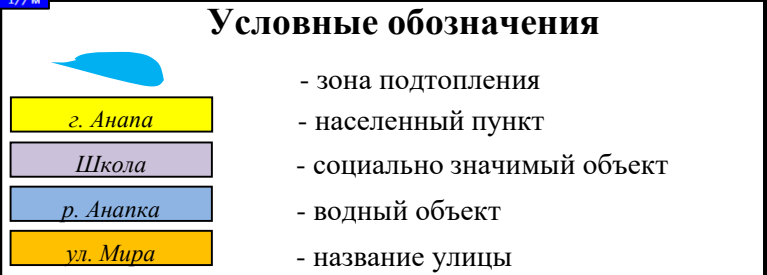 Условные обозначения
- зона подтопления
г. Анапа - населенный пункт
Школа - социально значимый объект
р. Анапка - водный объект
ул. Мира - название улицы